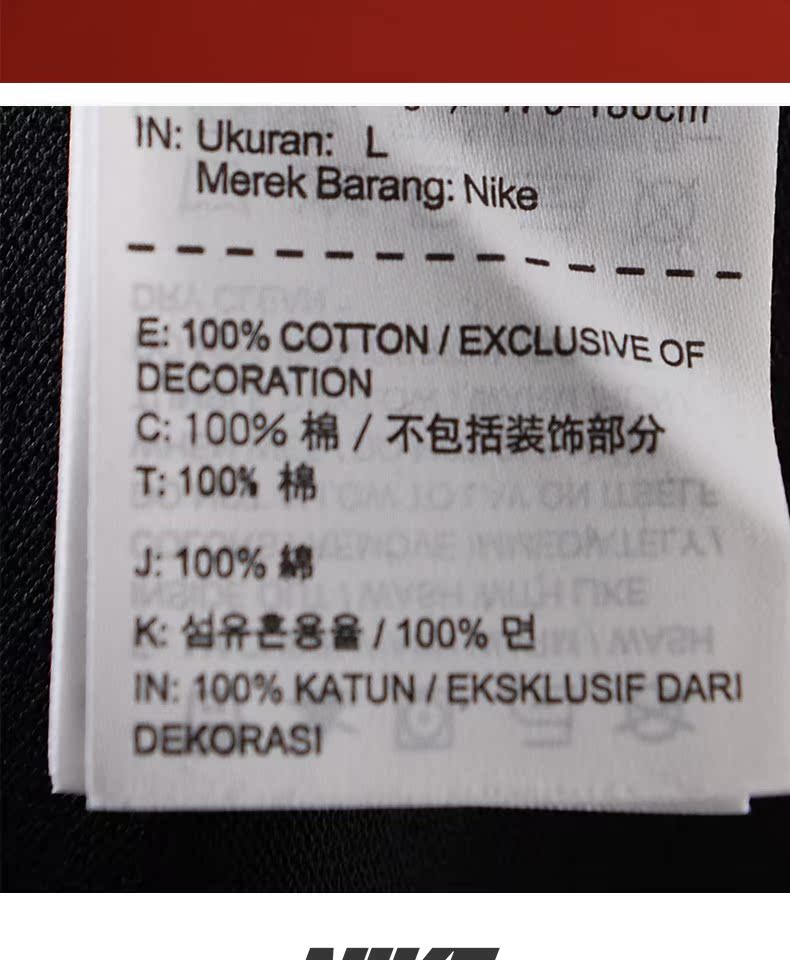 IN: Ukuran: L
Merek Barang: Nike
E: 100% COTTON / EXCLUSIVE OF
DECORATION
C: 100% 棉 / 不包括装饰部分
T: 100% 棉
J: 100% 綿
K: 섬유혼용율 / 100% 면
IN: 100% KATUN / EKSKLUSIF DARI
DEKORASI
NIKE